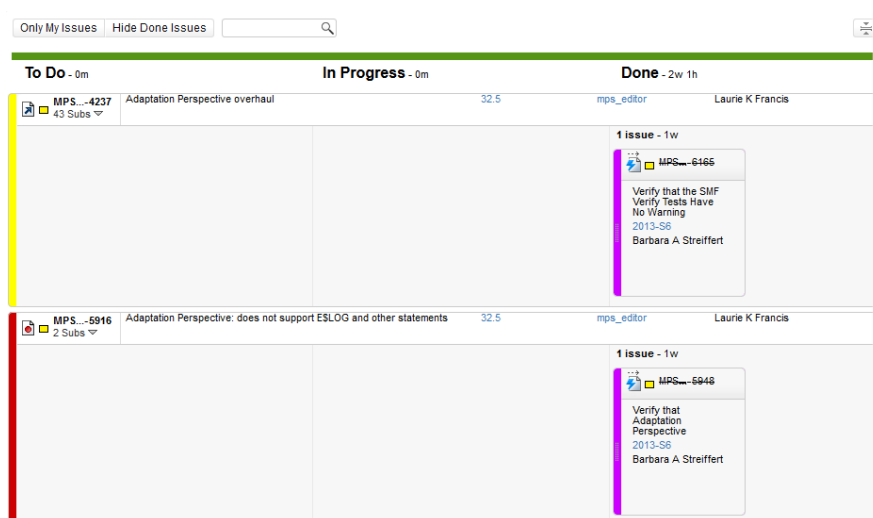 Only My Issues Hide Done Issues
To Do - 0m In Progress - 0m Done - 2w 1h
MPS...-4237 Adaptation Perspective overhaul 32.5 mps_editor Laurie K Francis
43 Subs
1 issue - 1w
MPS...-6165
Verify that the SMF
Verify Tests Have
No Warning
2013-S6
Barbara A Streiffert
MPS...-5916 Adaptation Perspective: does not support E$LOG and other statements 32.5 mps_editor Laurie K Francis
2 Subs
1 issue - 1w
MPS...-5948
Verify that
Adaptation
Perspective
2013-S6
Barbara A Streiffert